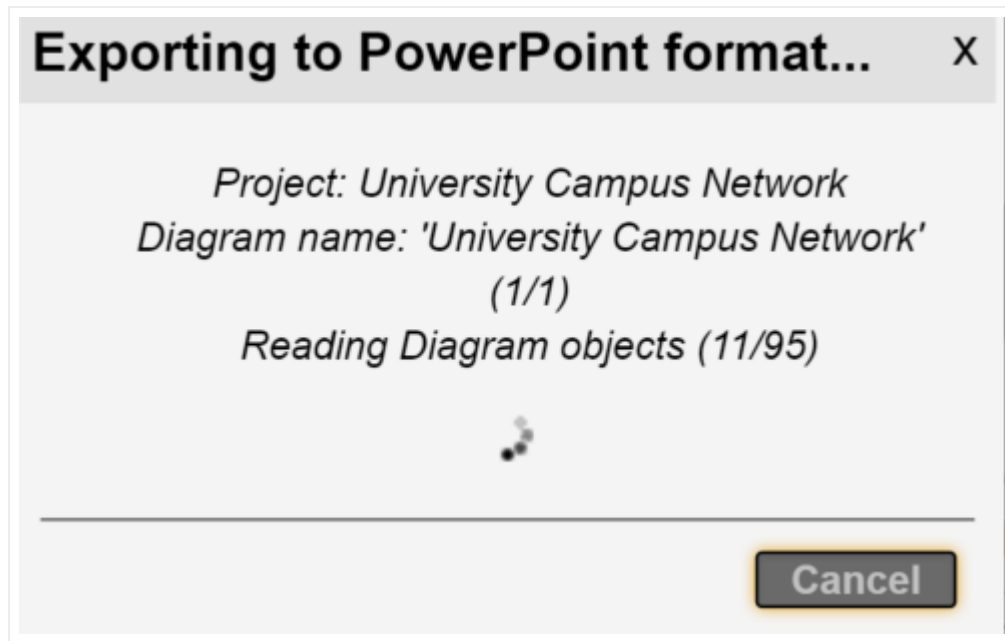 Exporting to PowerPoint format... X
Project: University Campus Network
Diagram name: 'University Campus Network'
(1/1)
Reading Diagram objects (11/95)
Cancel